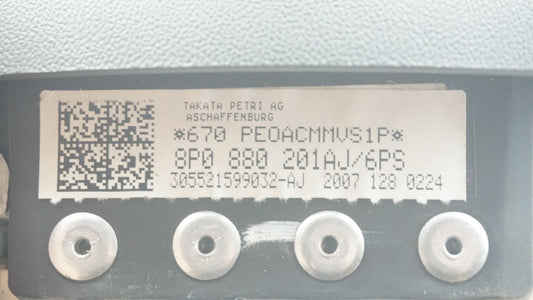 TAKATA PETRI AG
ASCHAFFENBURG
*670 PEOACMMVS1P*
8P0 880 201AJ/6PS
305521599032-AJ 2007 128 0224